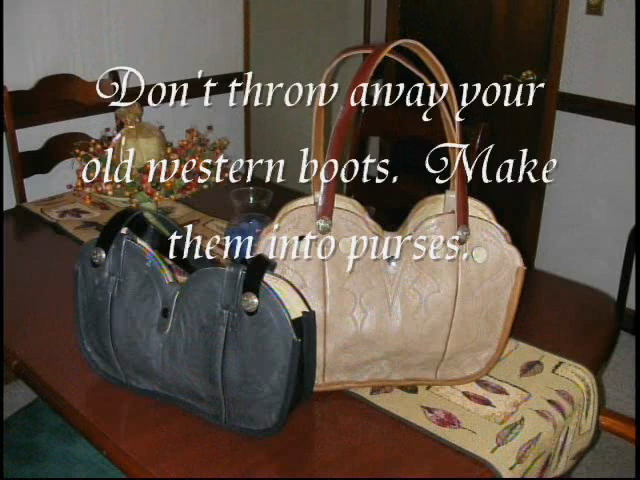 Don't throw away your
old western boots. Make
them into purses.